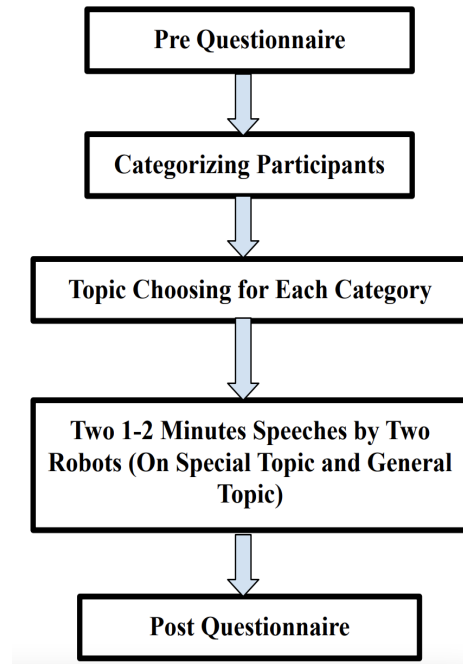 Pre Questionnaire
Categorizing Participants
Topic Choosing for Each Category
Two 1-2 Minutes Speeches by Two
Robots (On Special Topic and General
Topic)
Post Questionnaire